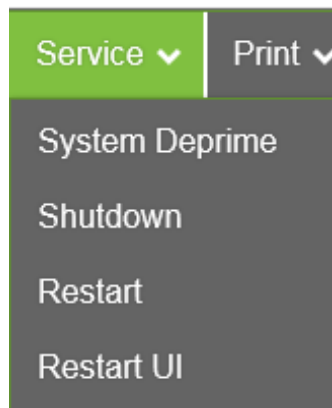 Service Print
System Deprime
Shutdown
Restart
Restart UI